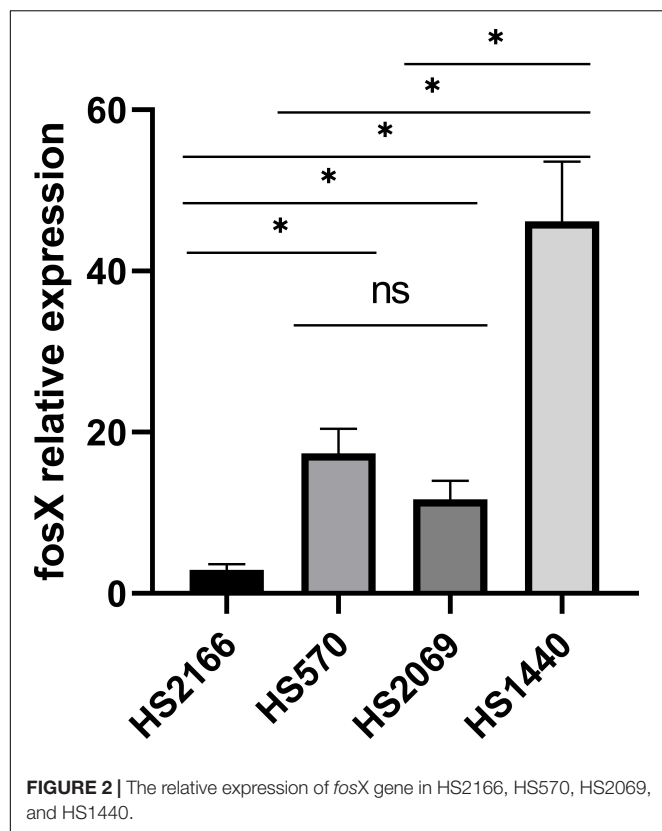 *
*
*
*
*
ns
fosX relative expression
60
40
20
0
HS2166
HS570
HS2069
HS1440
FIGURE 2 | The relative expression of fosX gene in HS2166, HS570, HS2069,
and HS1440.